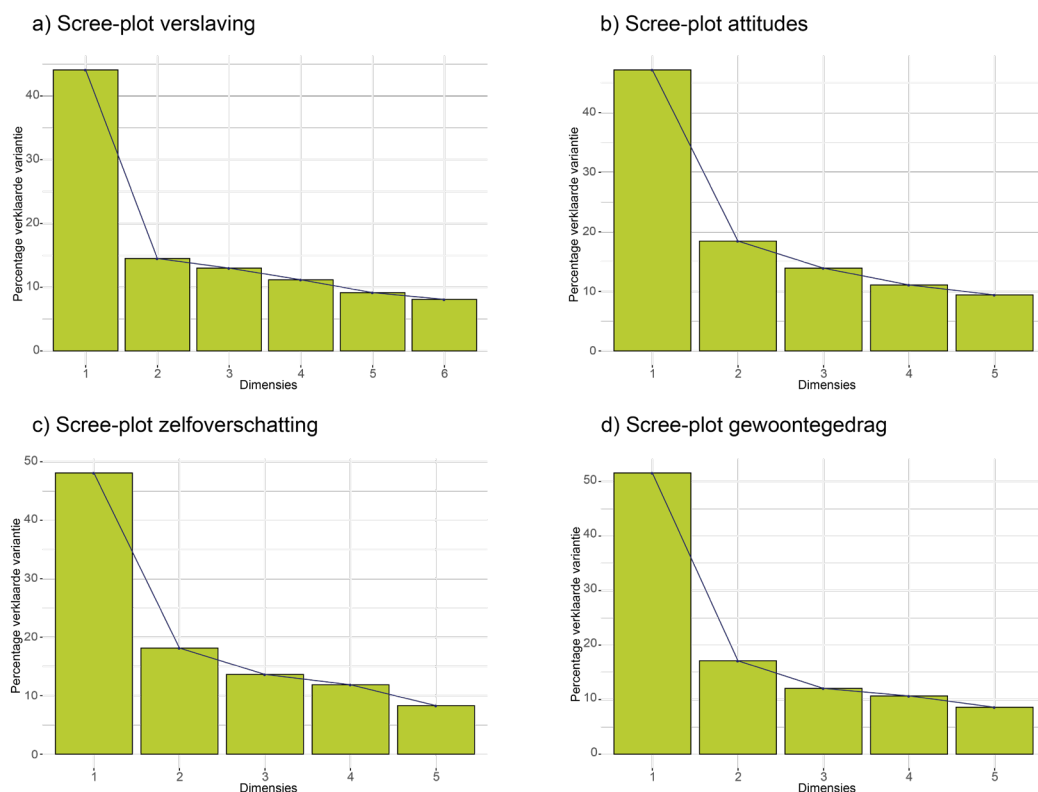 a) Scree-plot verslaving
Percentage verklaarde variantie
40
30
20
10
0
1 2 3 4 5 6
Dimensies
b) Scree-plot attitudes
Percentage verklaarde variantie
40
30
20
10
0
1 2 3 4 5
Dimensies
c) Scree-plot zelfoverschatting
Percentage verklaarde variantie
50
40
30
20
10
0
1 2 3 4 5
Dimensies
d) Scree-plot gewoontegedrag
Percentage verklaarde variantie
50
40
30
20
10
0
1 2 3 4 5
Dimensies